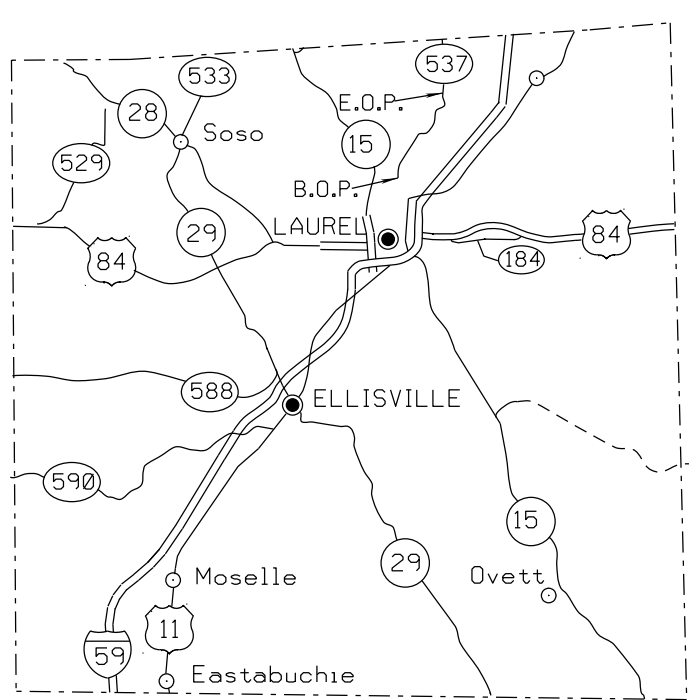 533
537
28
E.O.P.
Soso
15
529
B.O.P.
LAUREL
29
84
84
184
588
ELLISVILLE
590
15
29
Ovett
Moselle
11
59
Eastabuchie